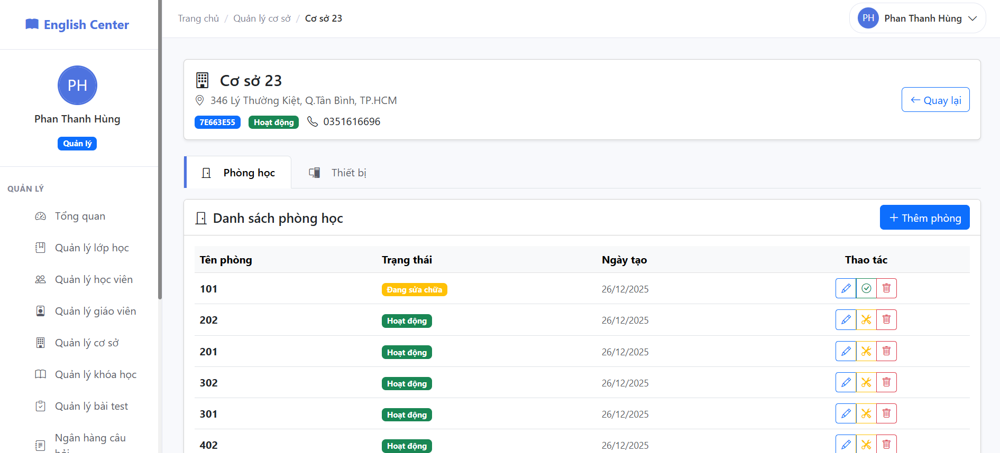 English Center
PH
Phan Thanh Hùng
Quản lý
QUẢN LÝ
Tổng quan
Quản lý lớp học
Quản lý học viên
Quản lý giáo viên
Quản lý cơ sở
Quản lý khóa học
Quản lý bài test
Ngân hàng câu
Trang chủ / Quản lý cơ sở / Cơ sở 23
PH Phan Thanh Hùng
Cơ sở 23
346 Lý Thường Kiệt, Q.Tân Bình, TP.HCM
7E663E55 Hoạt động 0351616696
Quay lại
Phòng học Thiết bị
Danh sách phòng học
Thêm phòng
Tên phòng Trạng thái Ngày tạo Thao tác
101 Đang sửa chữa 26/12/2025
202 Hoạt động 26/12/2025
201 Hoạt động 26/12/2025
302 Hoạt động 26/12/2025
301 Hoạt động 26/12/2025
402 Hoạt động 26/12/2025